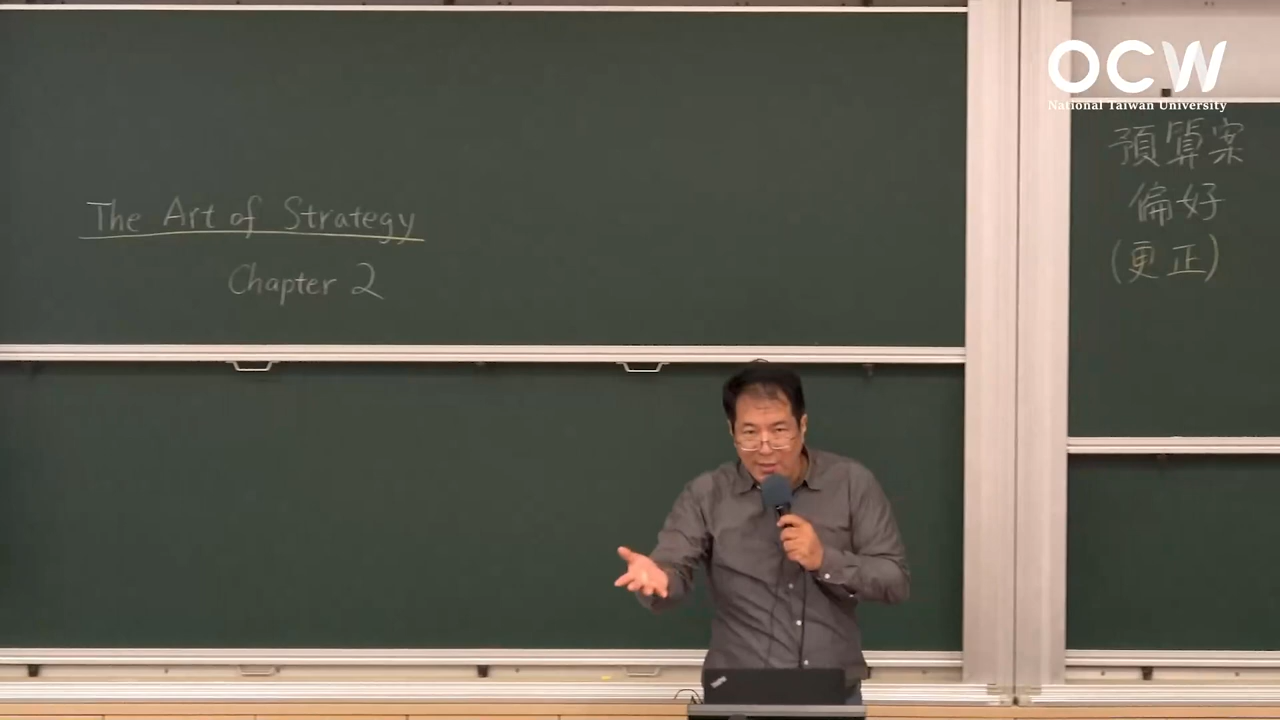 The Art of Strategy
Chapter 2
OCW
National Taiwan University
預算案
偏好
(更正)